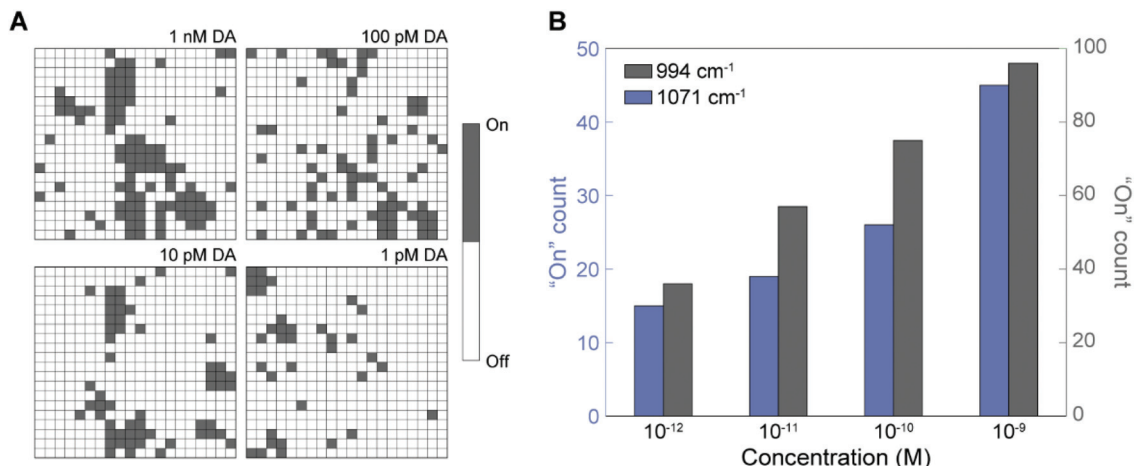 A
1 nM DA
100 pM DA
On
10 pM DA
1 pM DA
Off
B
50
40
30
20
10
0
"On" count
994 cm⁻¹
1071 cm⁻¹
100
80
60
40
20
0
"On" count
10⁻¹² 10⁻¹¹ 10⁻¹⁰ 10⁻⁹
Concentration (M)